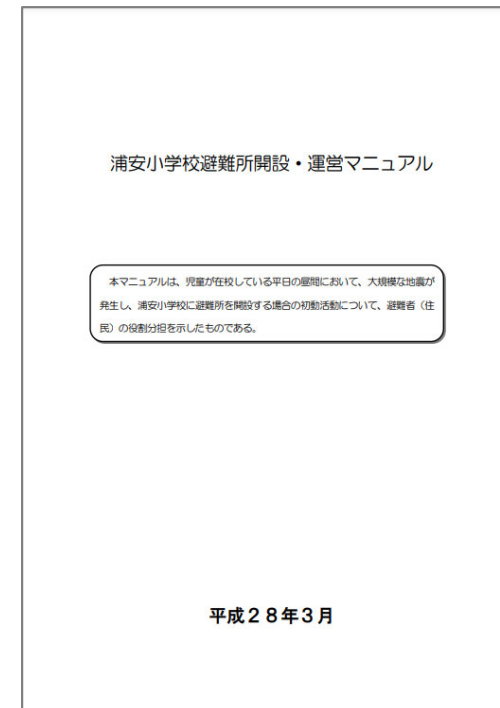 浦安小学校避難所開設・運営マニュアル
本マニュアルは、児童が在校している平日の昼間において、大規模な地震が
発生し、浦安小学校に避難所を開設する場合の初動活動について、避難者（住
民）の役割分担を示したものである。
平成２８年３月